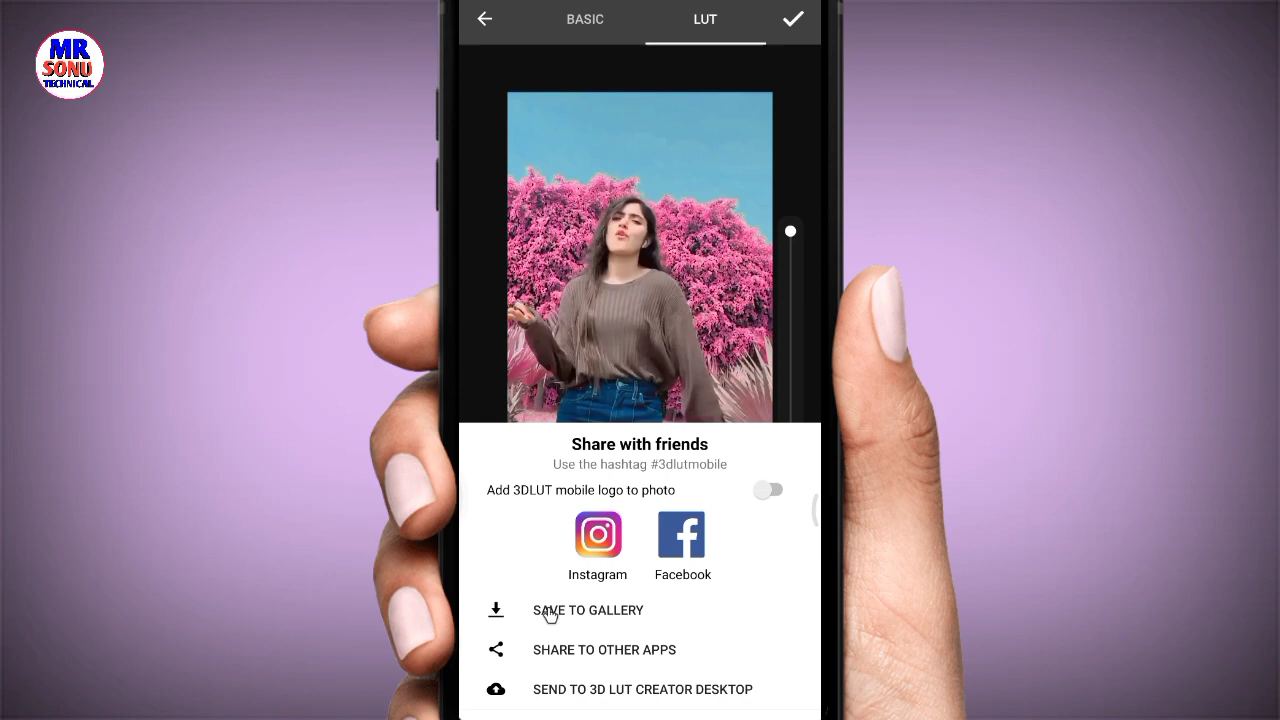 MR
SONU
TECHNICAL
BASIC
LUT
Share with friends
Use the hashtag #3dlutmobile
Add 3DLUT mobile logo to photo
Instagram
Facebook
SAVE TO GALLERY
SHARE TO OTHER APPS
SEND TO 3D LUT CREATOR DESKTOP